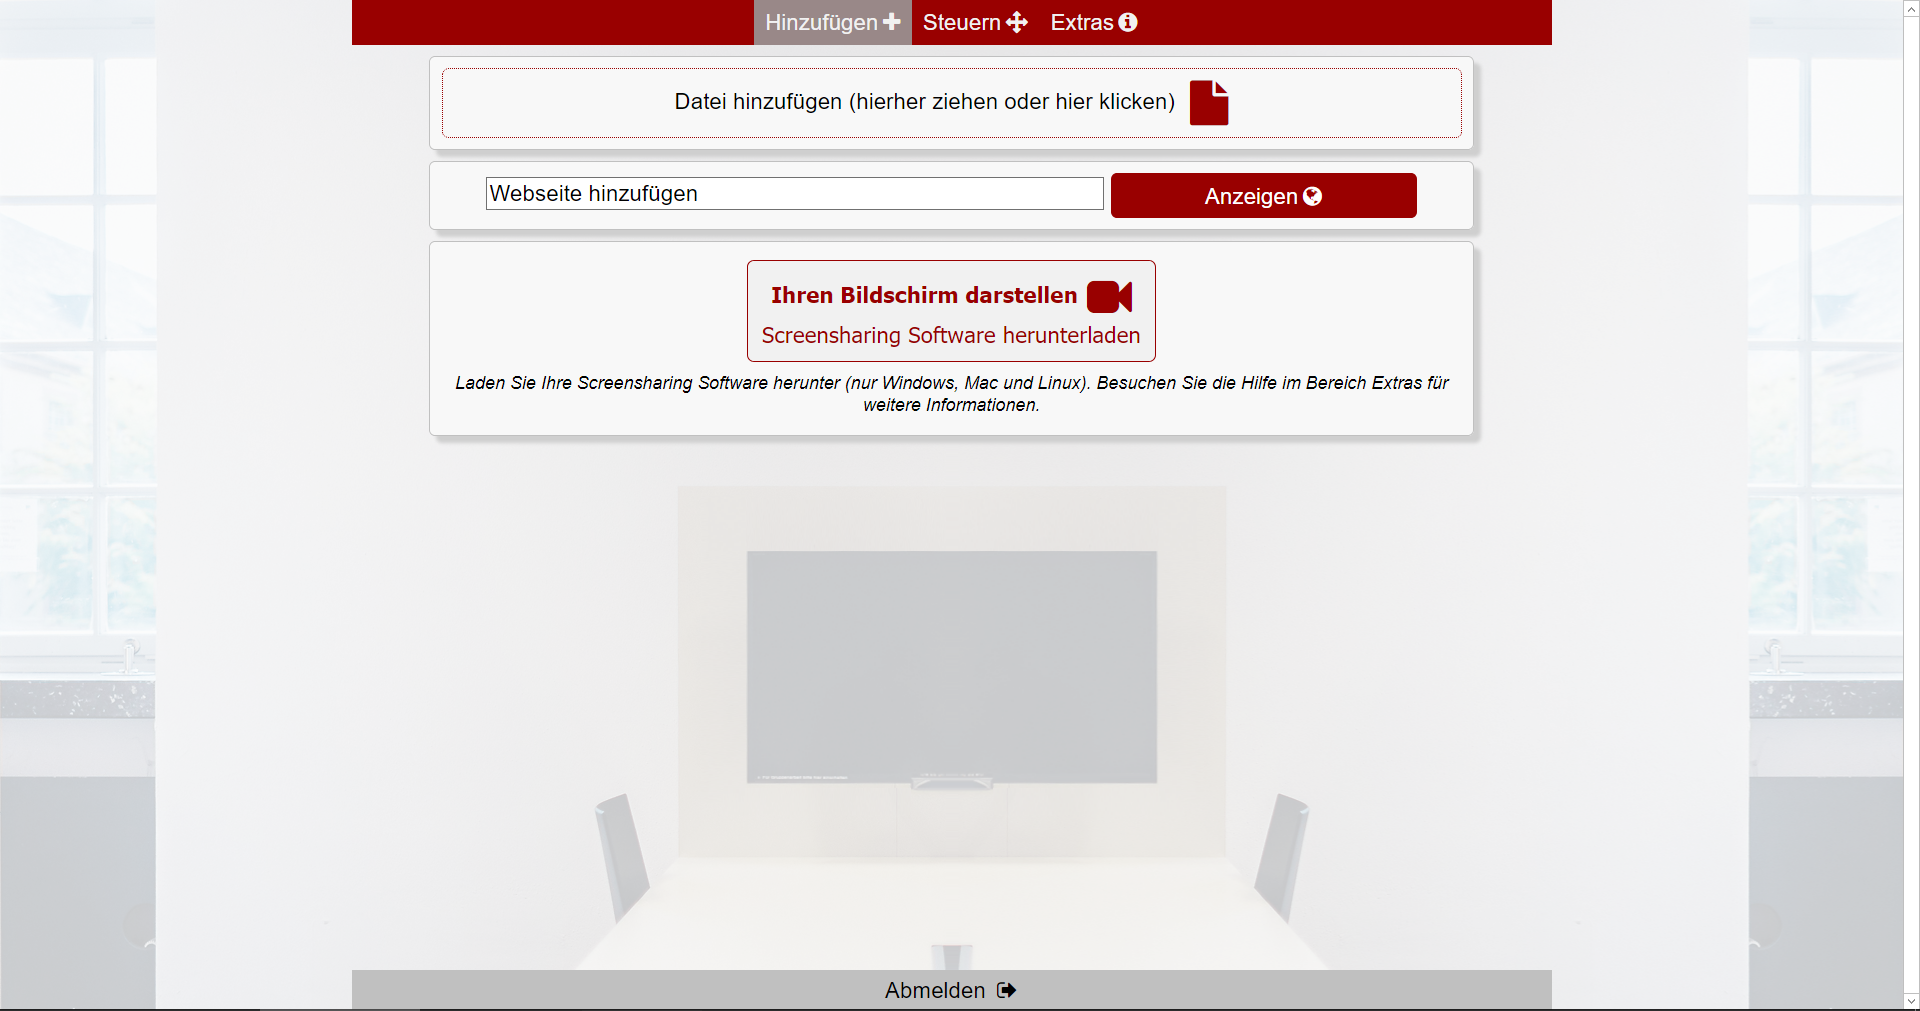 Hinzufügen
Steuern
Extras
Datei hinzufügen (hierher ziehen oder hier klicken)
Webseite hinzufügen
Anzeigen
Ihren Bildschirm darstellen
Screensharing Software herunterladen
Laden Sie Ihre Screensharing Software herunter (nur Windows, Mac und Linux). Besuchen Sie die Hilfe im Bereich Extras für
weitere Informationen.
Abmelden